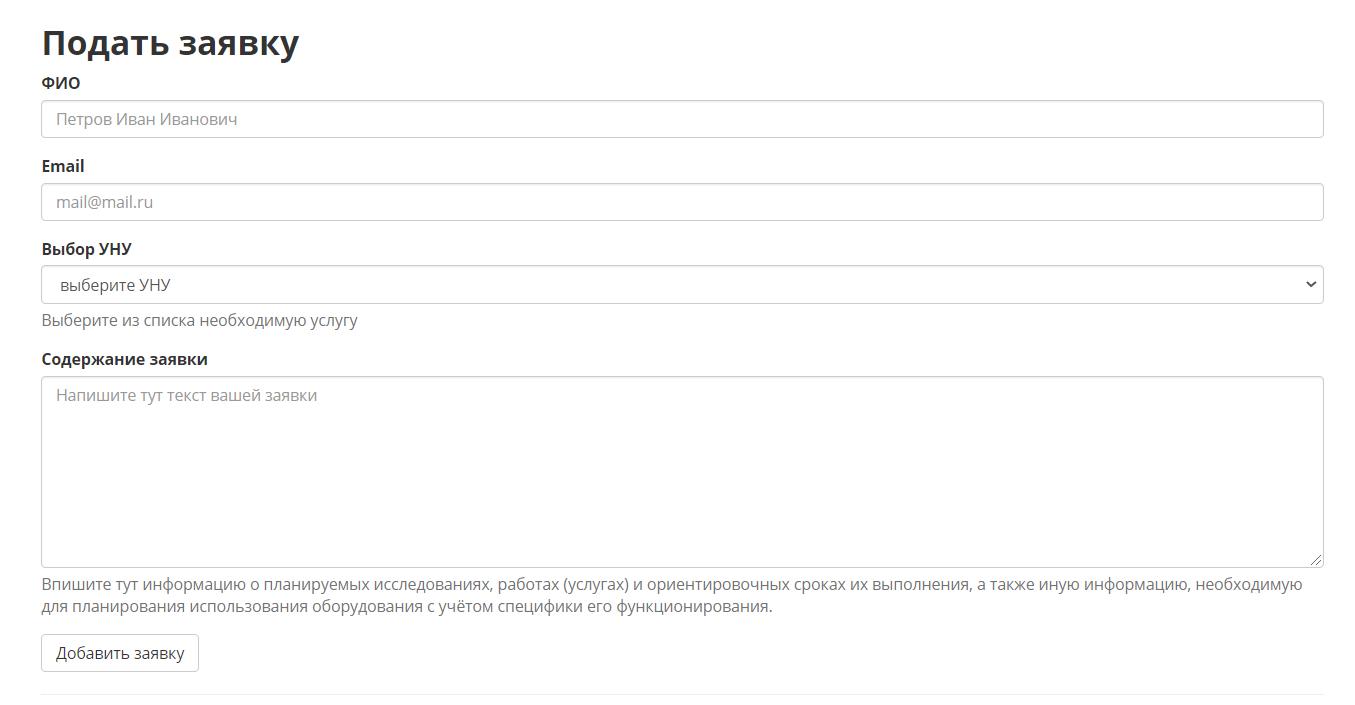 Подать заявку
ФИО
Петров Иван Иванович
Email
mail@mail.ru
Выбор УНУ
выберите УНУ
Выберите из списка необходимую услугу
Содержание заявки
Напишите тут текст вашей заявки
Впишите тут информацию о планируемых исследованиях, работах (услугах) и ориентировочных сроках их выполнения, а также иную информацию, необходимую
для планирования использования оборудования с учётом специфики его функционирования.
Добавить заявку